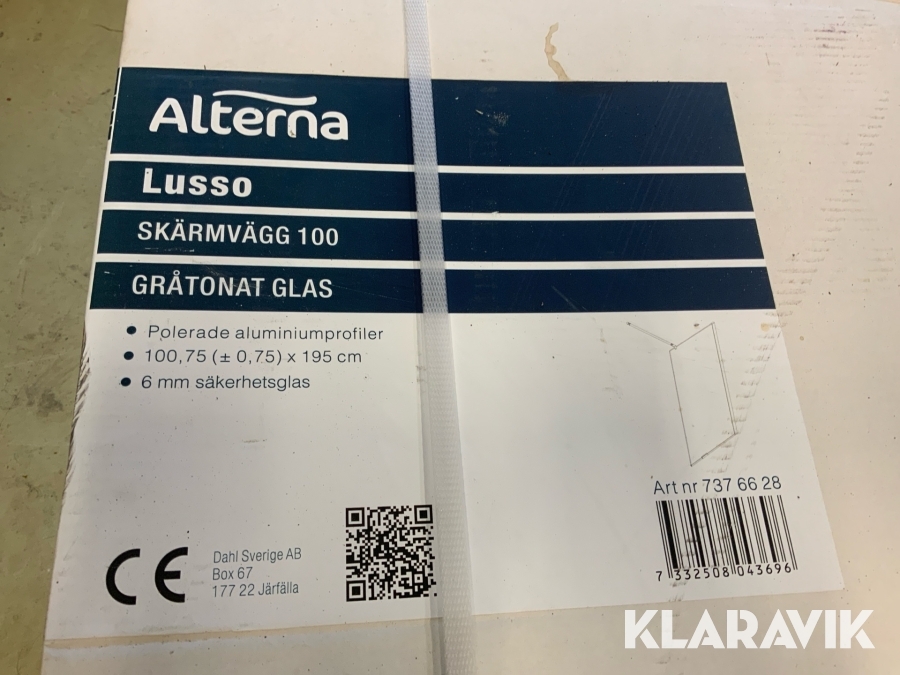 Alterna
Lusso
SKÄRMVÄGG 100
GRÅTONAT GLAS
• Polerade aluminiumprofiler
• 100,75 (± 0,75) x 195 cm
• 6 mm säkerhetsglas
Art nr 737 66 28
7 332508 043696
CE
Dahl Sverige AB
Box 67
177 22 Järfälla
KLARAVIK